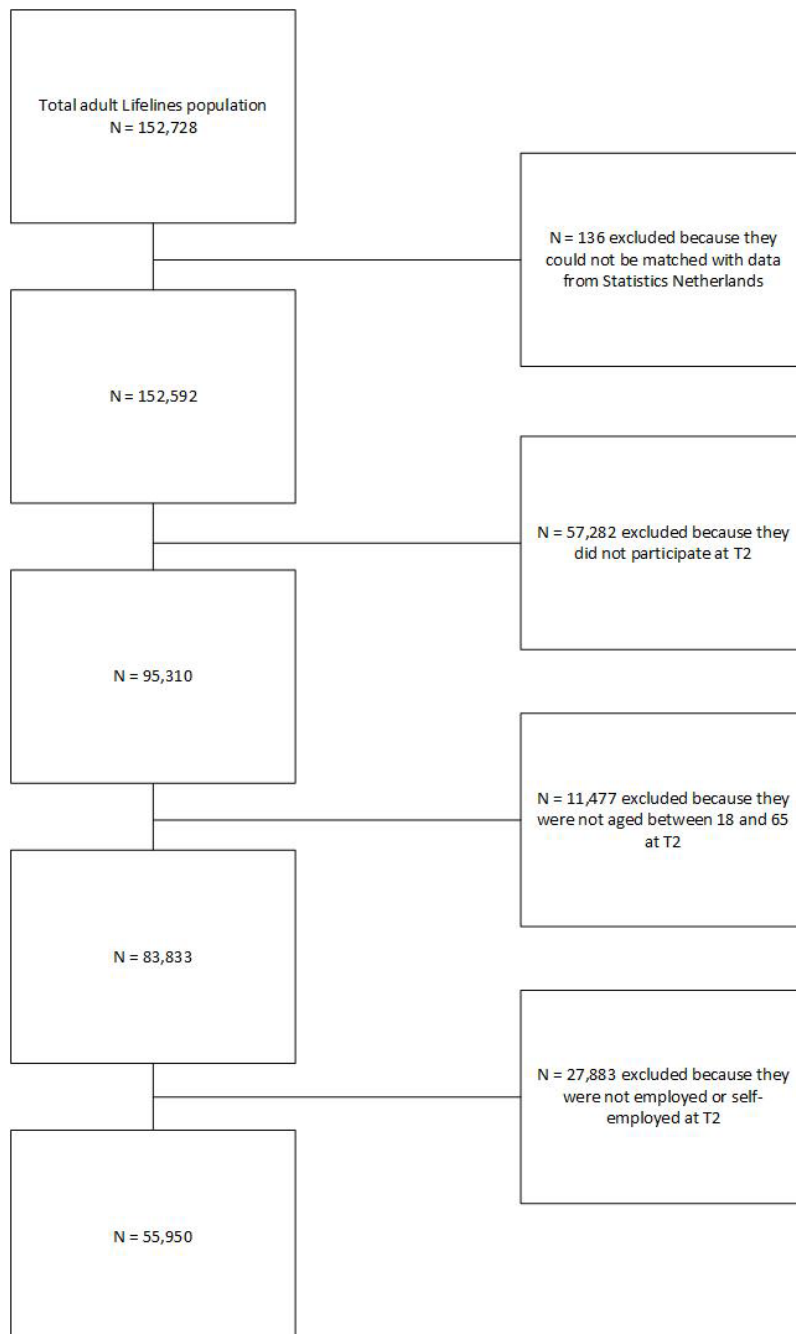 Total adult Lifelines population
N = 152,728
N = 136 excluded because they
could not be matched with data
from Statistics Netherlands
N = 152,592
N = 57,282 excluded because they
did not participate at T2
N = 95,310
N = 11,477 excluded because they
were not aged between 18 and 65
at T2
N = 83,833
N = 27,883 excluded because they
were not employed or self-
employed at T2
N = 55,950